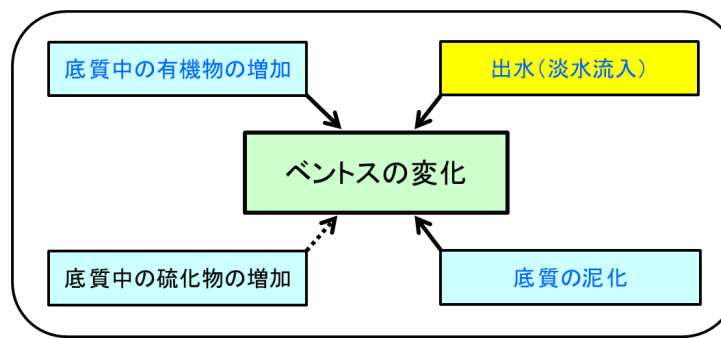 底質中の有機物の増加
出水(淡水流入)
ベントスの変化
底質中の硫化物の増加
底質の泥化